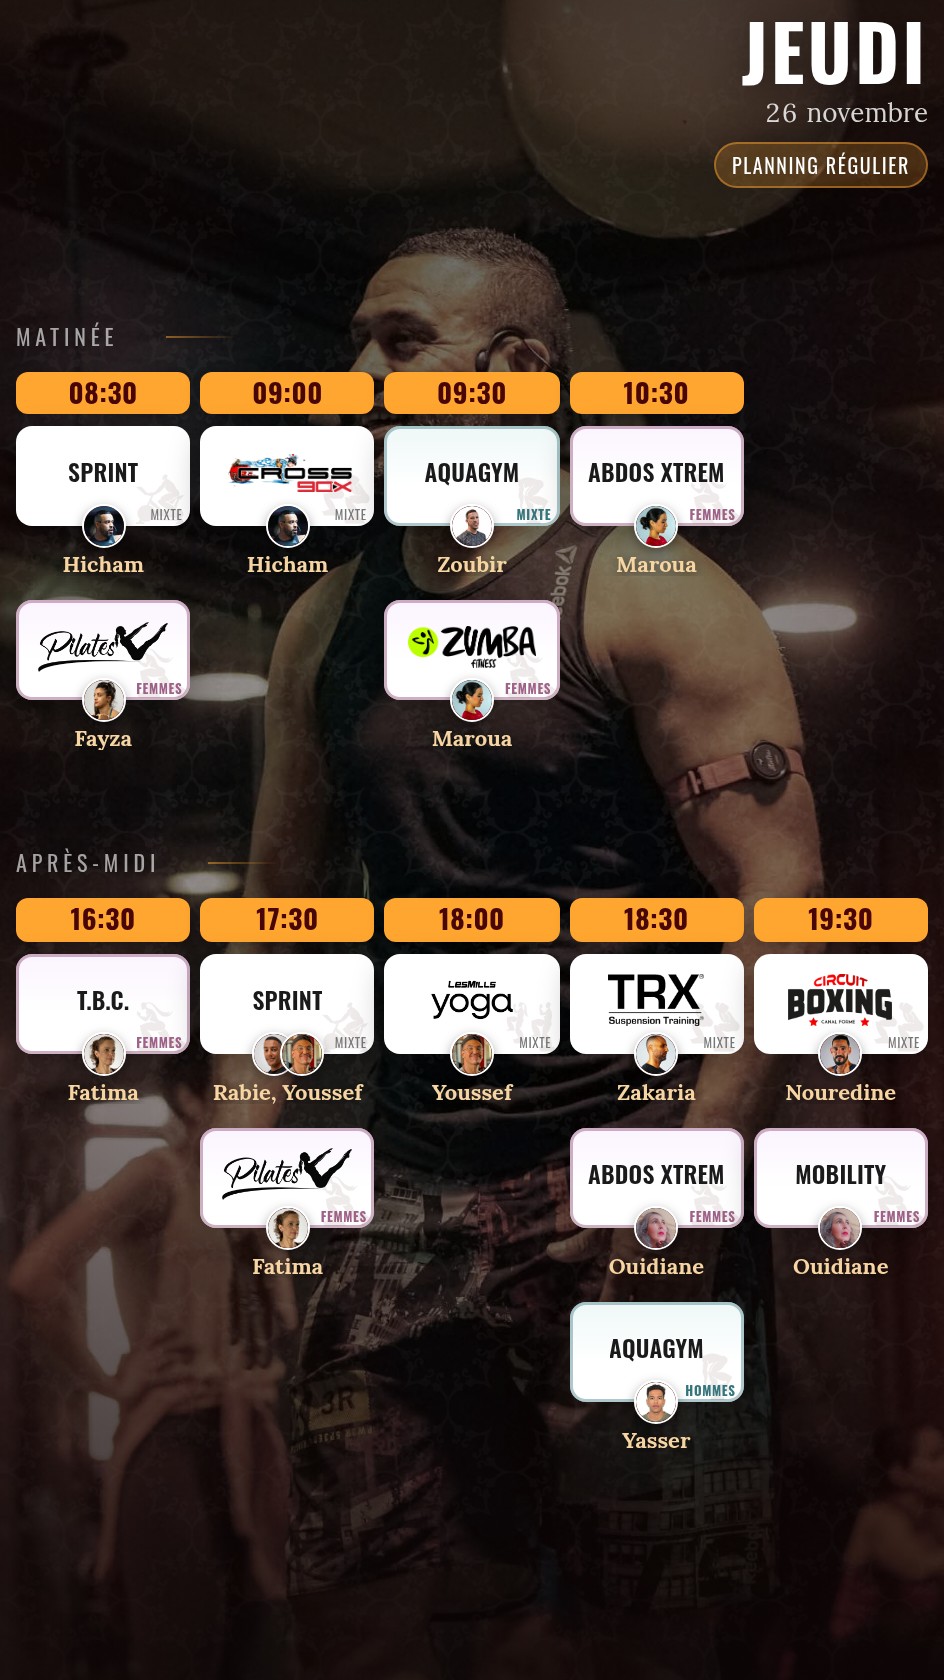 JEUDI
26 novembre
PLANNING RÉGULIER
MATINÉE
08:30
09:00
09:30
10:30
SPRINT
MIXTE
Hicham
CROSS
90X
MIXTE
Hicham
AQUAGYM
MIXTE
Zoubir
ABDOS XTREM
FEMMES
Maroua
Pilates
FEMMES
Fayza
ZUMBA
FITNESS
FEMMES
Maroua
APRÈS-MIDI
16:30
17:30
18:00
18:30
19:30
T.B.C.
FEMMES
Fatima
SPRINT
MIXTE
Rabie, Youssef
LESMILLS
yoga
MIXTE
Youssef
TRX®
Suspension Training®
MIXTE
Zakaria
CIRCUIT
BOXING
CANAL FORME
MIXTE
Nouredine
Pilates
FEMMES
Fatima
ABDOS XTREM
FEMMES
Ouidiane
MOBILITY
FEMMES
Ouidiane
AQUAGYM
HOMMES
Yasser